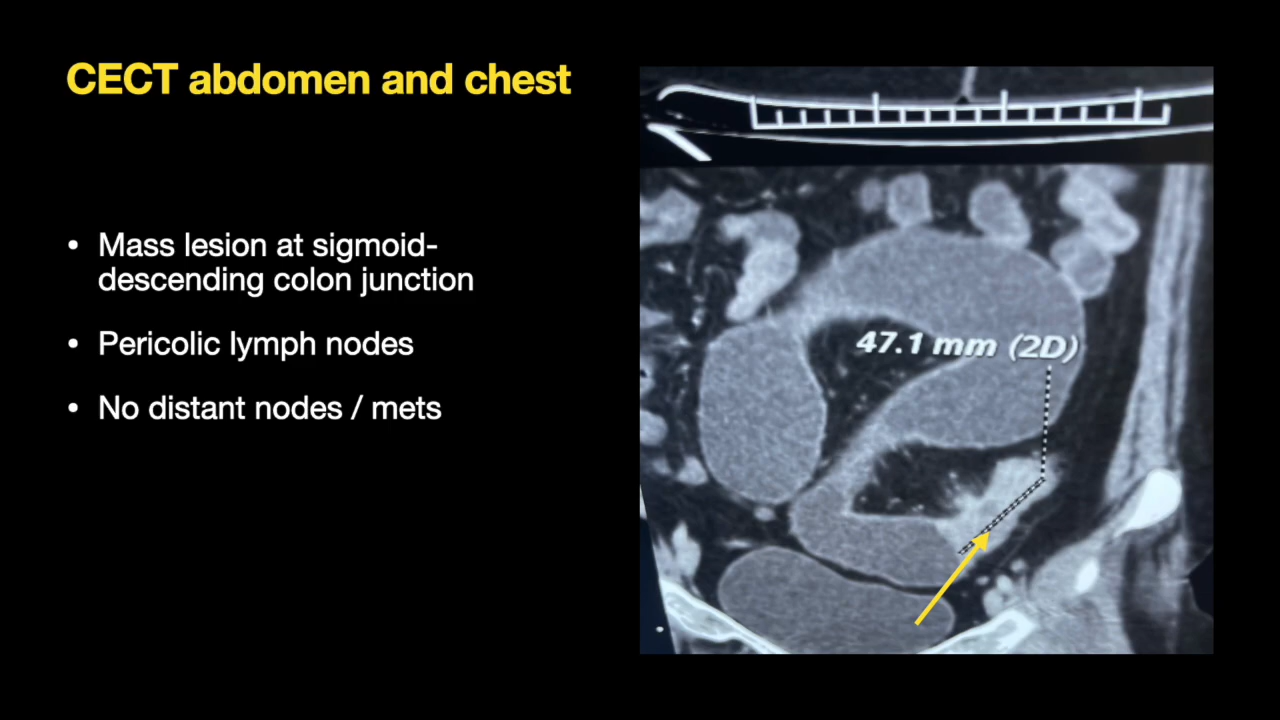 CECT abdomen and chest
• Mass lesion at sigmoid-
descending colon junction
• Pericolic lymph nodes
• No distant nodes / mets
47.1 mm (2D)